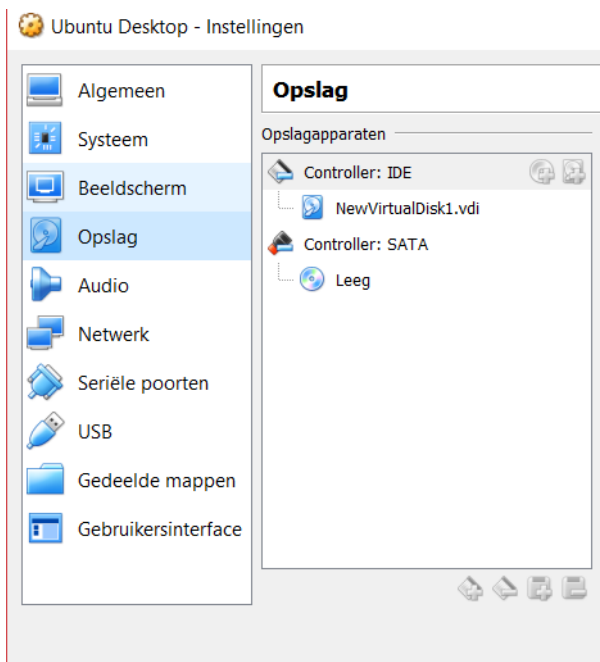 Ubuntu Desktop - Instellingen
Algemeen
Systeem
Beeldscherm
Opslag
Audio
Netwerk
Seriële poorten
USB
Gedeelde mappen
Gebruikersinterface
Opslag
Opslagapparaten
Controller: IDE
NewVirtualDisk1.vdi
Controller: SATA
Leeg